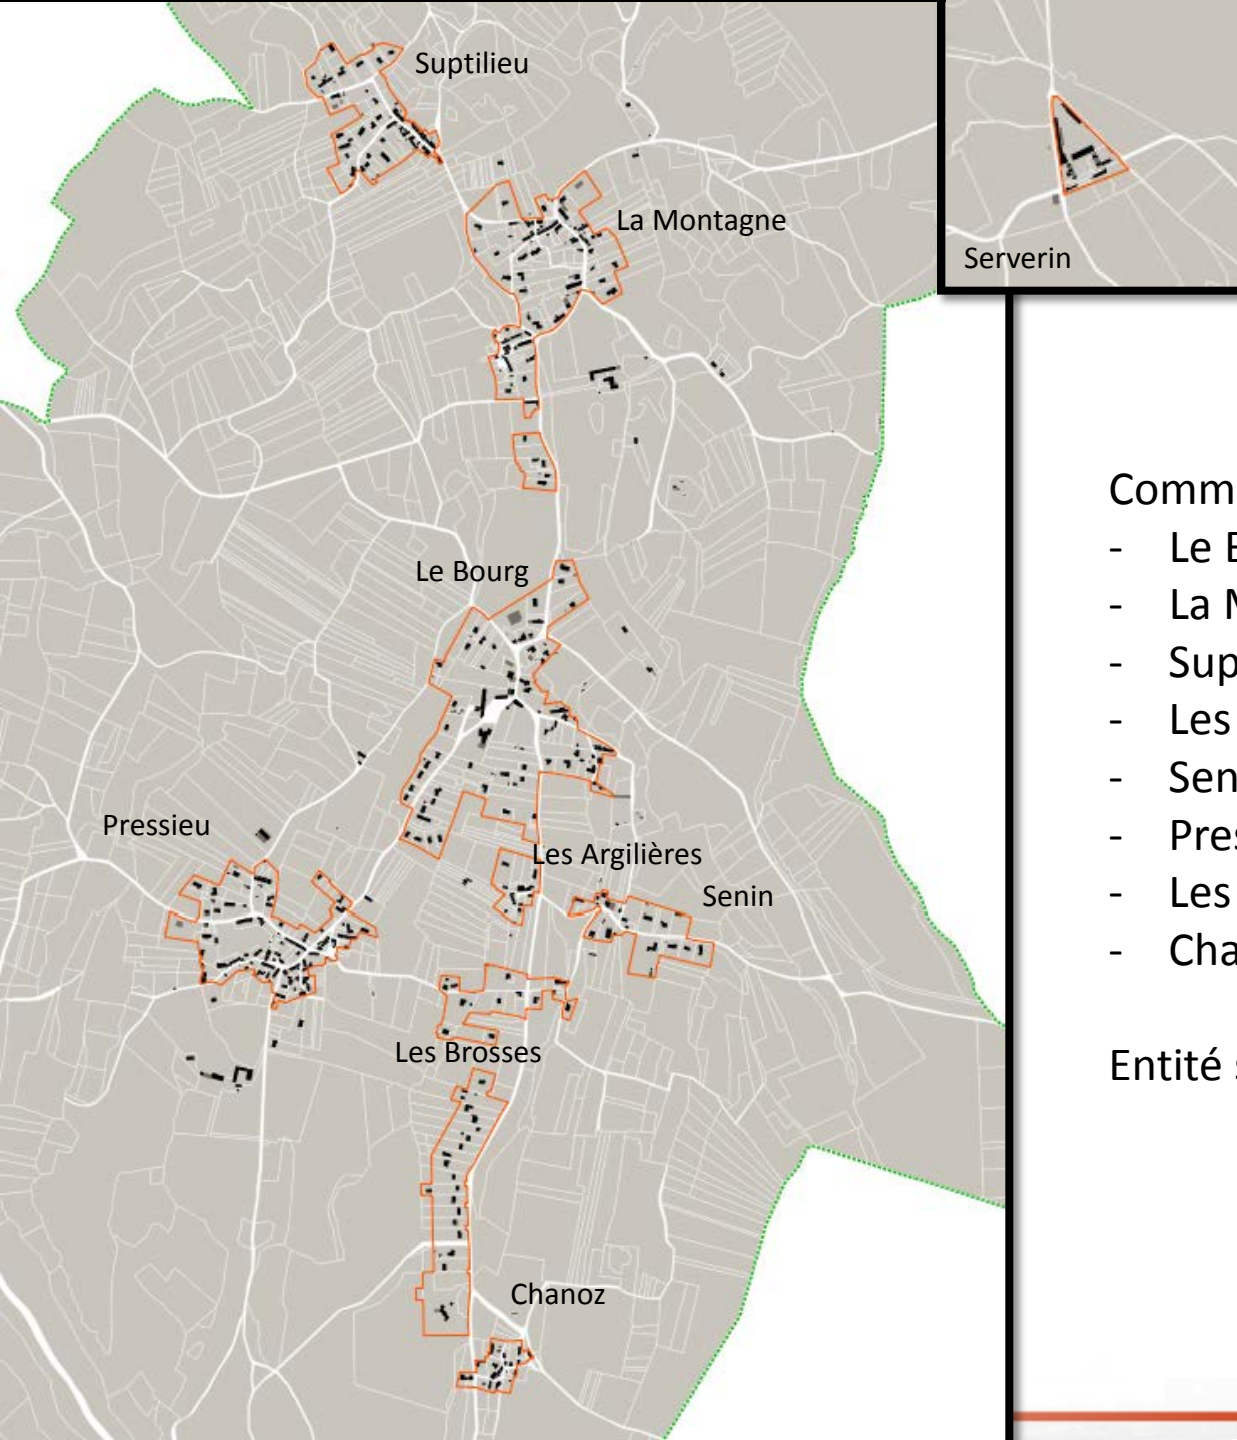 Suptilieu
La Montagne
Serverin
Le Bourg
Pressieu
Les Argilières
Senin
Les Brosses
Chanoz
Comm
- Le
- La
- Sup
- Les
- Sen
- Pres
- Les
- Cha
Entité